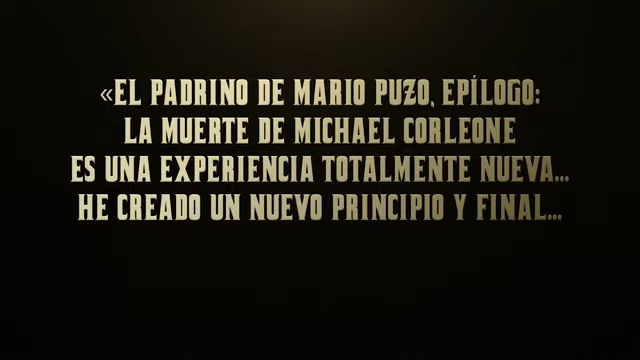 «EL PADRINO DE MARIO PUZO, EPÍLOGO:
LA MUERTE DE MICHAEL CORLEONE
ES UNA EXPERIENCIA TOTALMENTE NUEVA...
HE CREADO UN NUEVO PRINCIPIO Y FINAL...